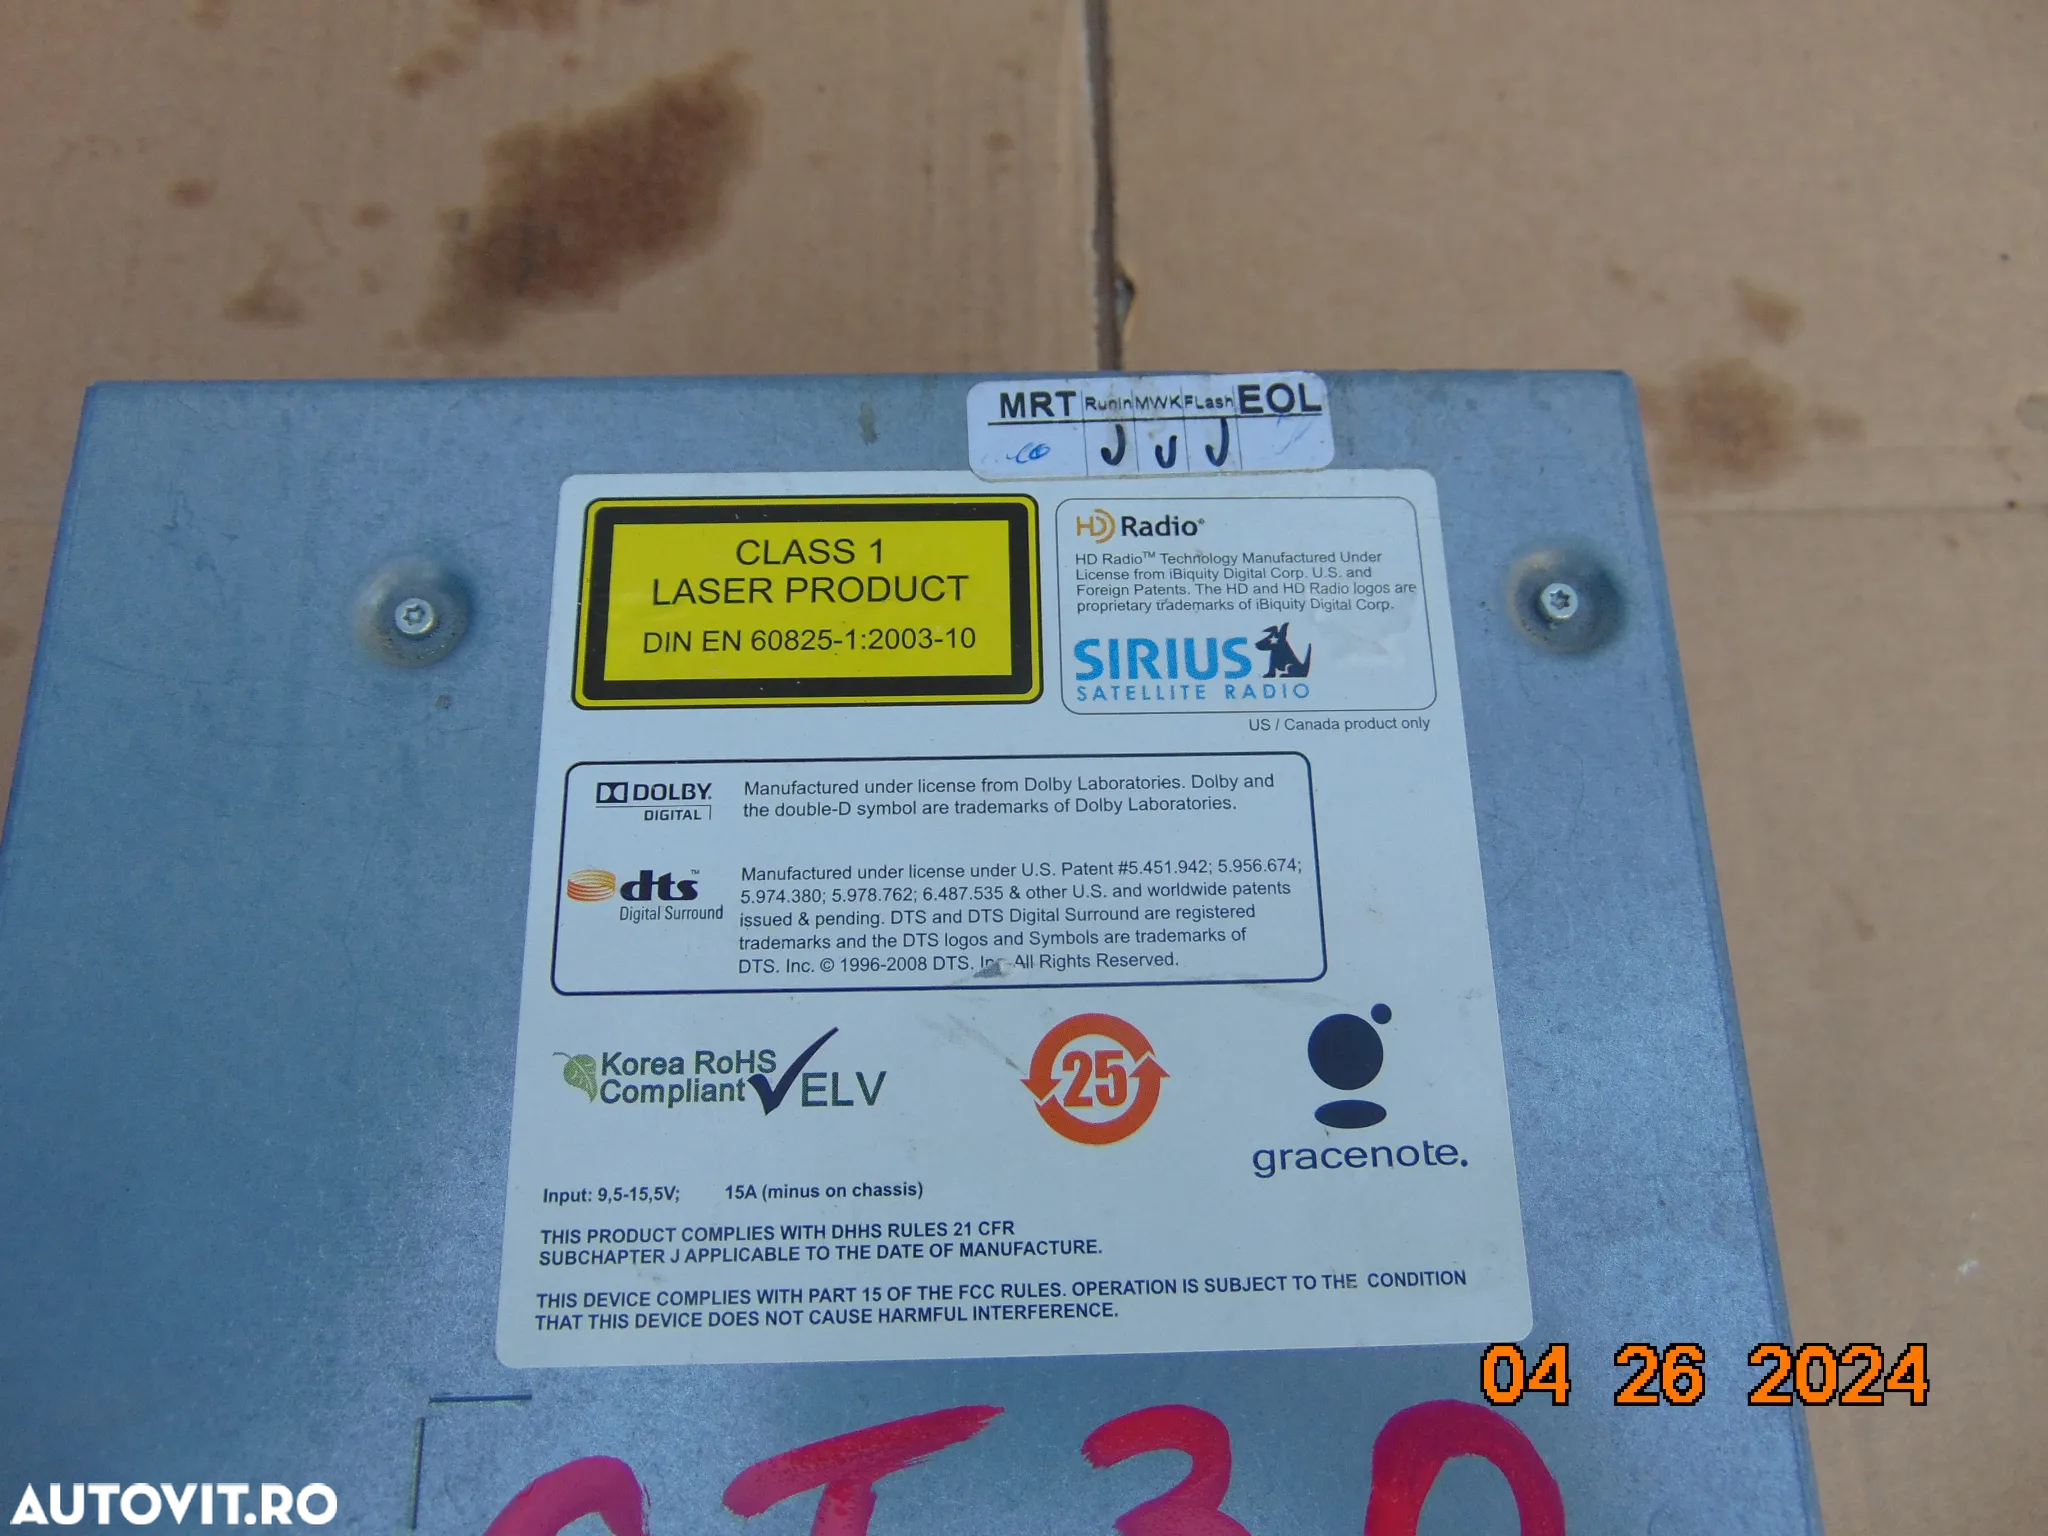 MRT RunIn MWK FLash EOL
CLASS 1
LASER PRODUCT
DIN EN 60825-1:2003-10
HD Radio®
HD Radio™ Technology Manufactured Under
License from iBiquity Digital Corp. U.S. and
Foreign Patents. The HD and HD Radio logos are
proprietary trademarks of iBiquity Digital Corp.
SIRIUS
SATELLITE RADIO
US / Canada product only
DOLBY
DIGITAL
Manufactured under license from Dolby Laboratories. Dolby and
the double-D symbol are trademarks of Dolby Laboratories.
dts™
Digital Surround
Manufactured under license under U.S. Patent #5.451.942; 5.956.674;
5.974.380; 5.978.762; 6.487.535 & other U.S. and worldwide patents
issued & pending. DTS and DTS Digital Surround are registered
trademarks and the DTS logos and Symbols are trademarks of
DTS. Inc. © 1996-2008 DTS. Inc. All Rights Reserved.
Korea RoHS
Compliant
ELV
25
gracenote.
Input: 9,5-15,5V; 15A (minus on chassis)
THIS PRODUCT COMPLIES WITH DHHS RULES 21 CFR
SUBCHAPTER J APPLICABLE TO THE DATE OF MANUFACTURE.
THIS DEVICE COMPLIES WITH PART 15 OF THE FCC RULES. OPERATION IS SUBJECT TO THE CONDITION
THAT THIS DEVICE DOES NOT CAUSE HARMFUL INTERFERENCE.
04 26 2024
AUTOVIT.RO